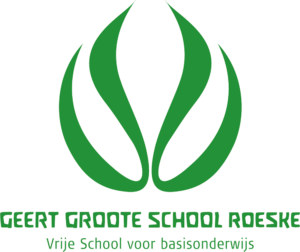 GEERT GROOTE SCHOOL ROESKE
Vrije School voor basisonderwijs